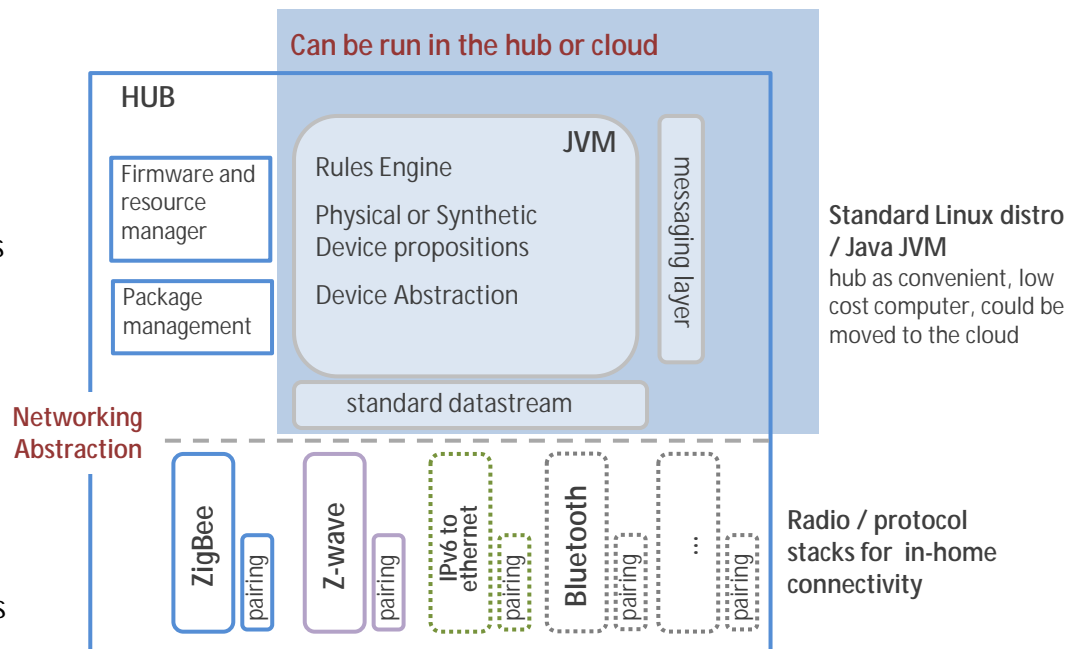 Can be run in the hub or cloud
HUB
JVM
Firmware and
resource
manager
Package
management
Rules Engine
Physical or Synthetic
Device propositions
Device Abstraction
messaging layer
standard datastream
Standard Linux distro
/ Java JVM
hub as convenient, low
cost computer, could be
moved to the cloud
s
Networking
Abstraction
ZigBee
pairing
Z-wave
pairing
IPv6 to
ethernet
pairing
Bluetooth
pairing
...
pairing
Radio / protocol
stacks for in-home
connectivity
s